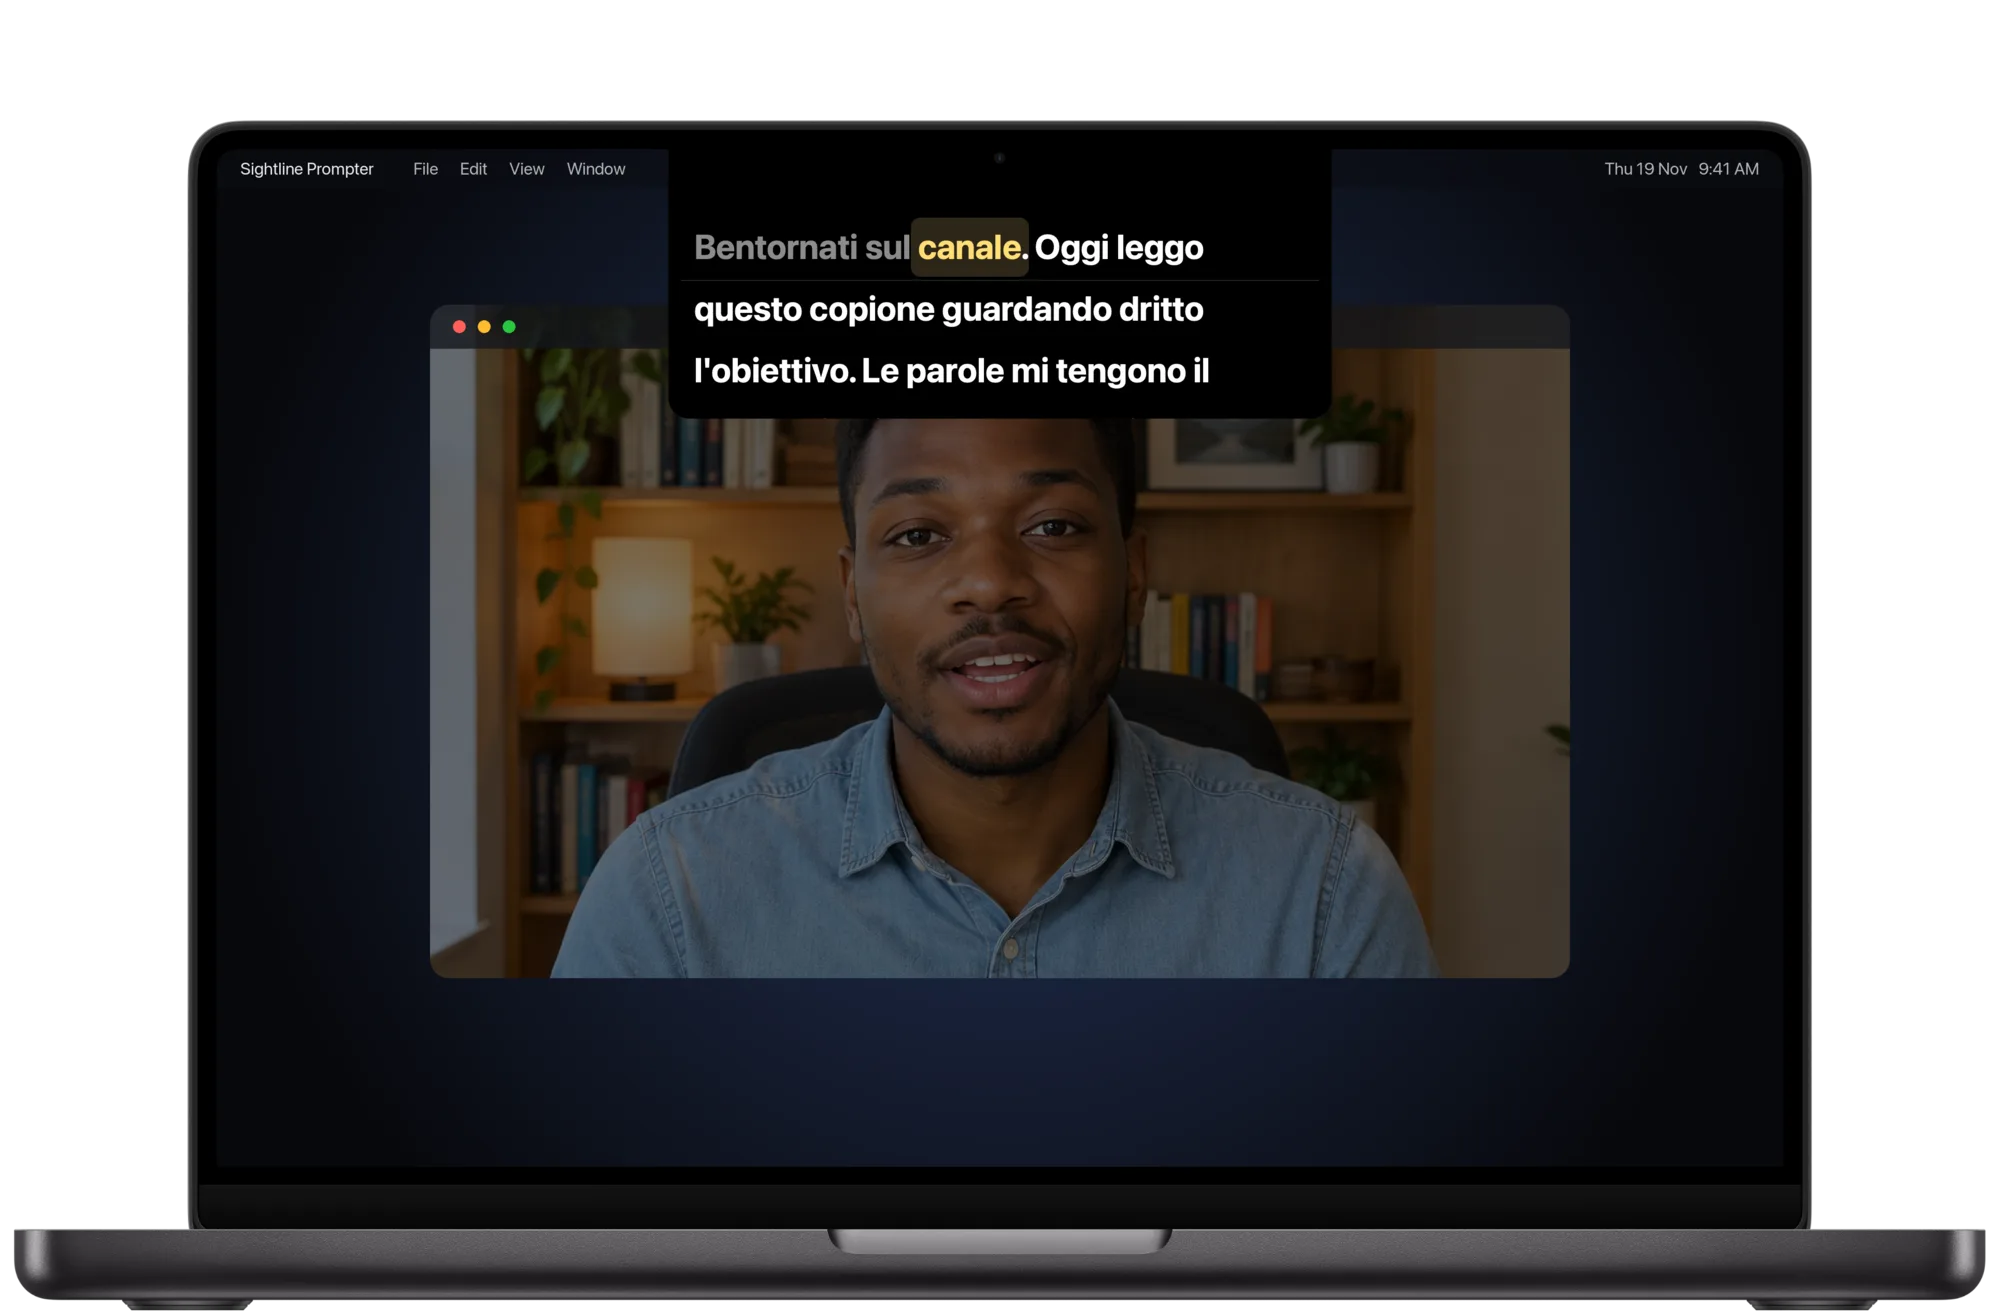 Sightline Prompter File Edit View Window Thu 19 Nov 9:41 AM
Bentornati sul canale. Oggi leggo
questo copione guardando dritto
l'obiettivo. Le parole mi tengono il